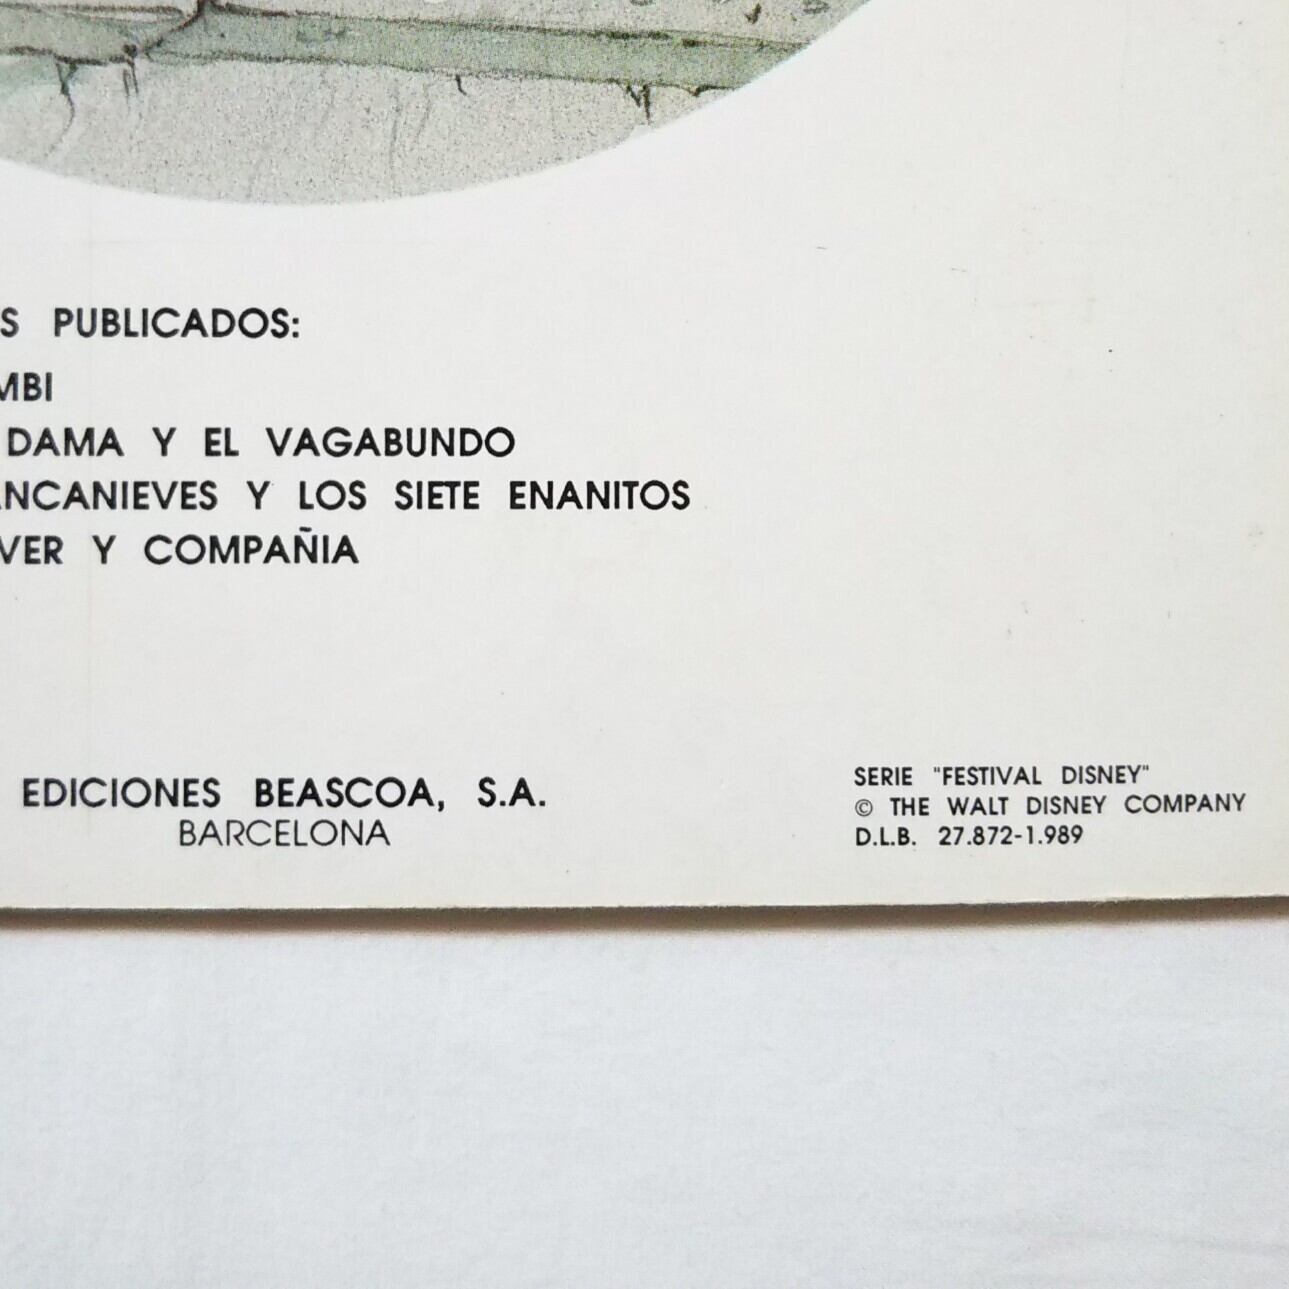 S PUBLICADOS:
MBI
DAMA Y EL VAGABUNDO
ANCANIEVES Y LOS SIETE ENANITOS
VER Y COMPAÑIA
EDICIONES BEASCOA, S.A.
BARCELONA
SERIE "FESTIVAL DISNEY"
© THE WALT DISNEY COMPANY
D.L.B. 27.872-1.989